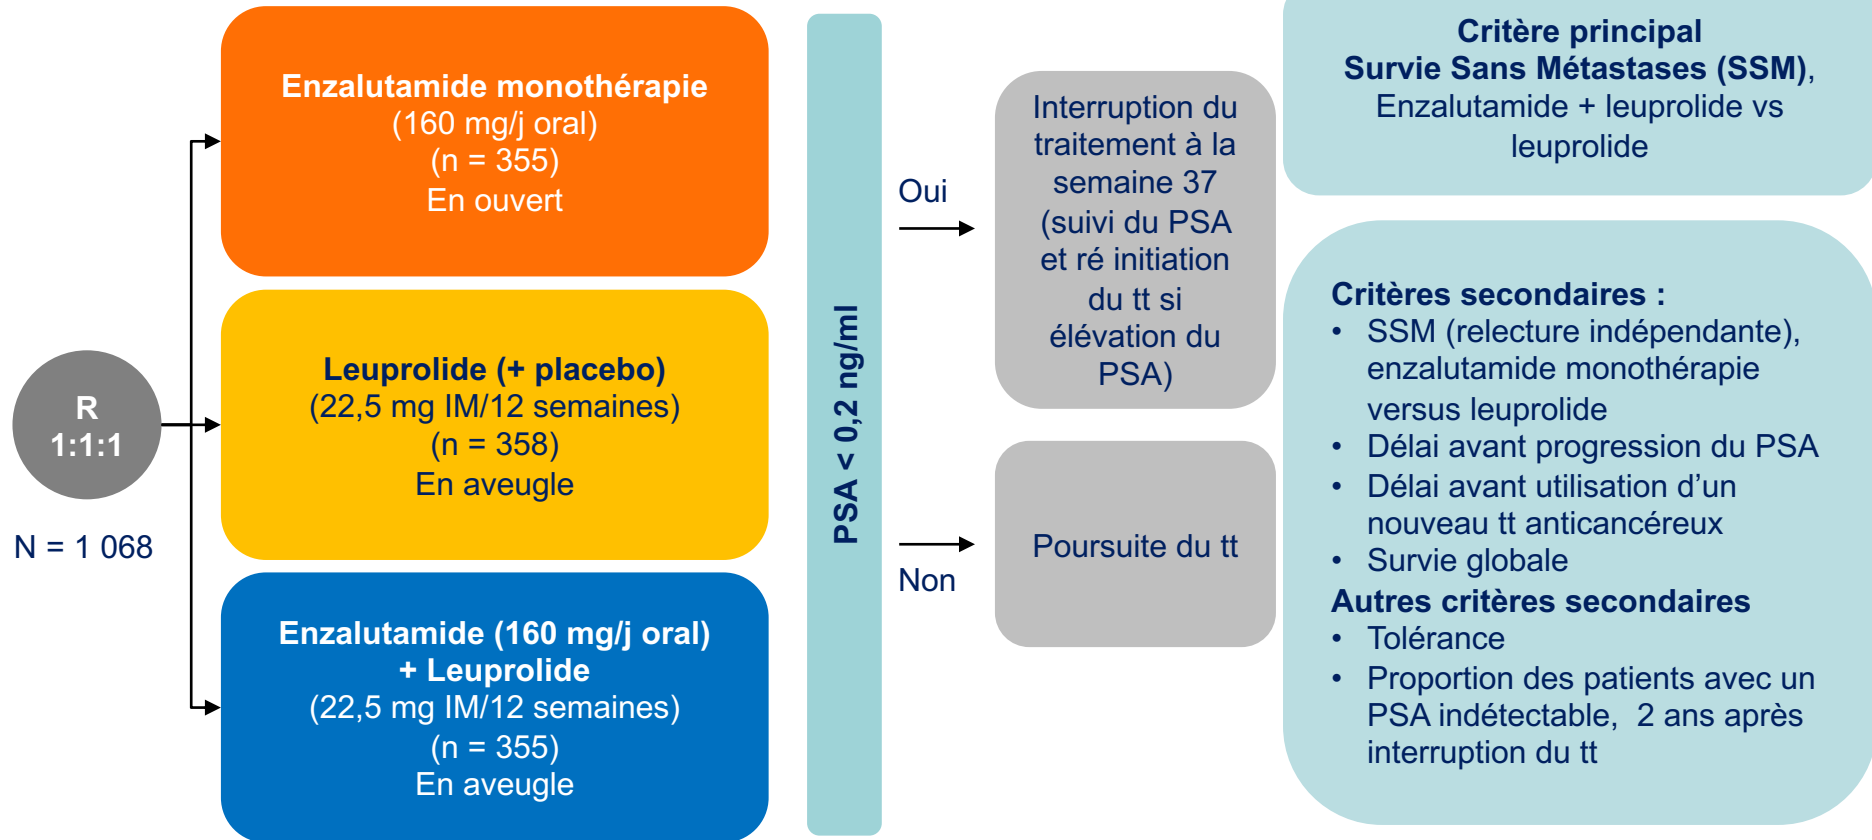 R
1:1:1
N = 1 068
Enzalutamide monothérapie
(160 mg/j oral)
(n = 355)
En ouvert
Leuprolide (+ placebo)
(22,5 mg IM/12 semaines)
(n = 358)
En aveugle
Enzalutamide (160 mg/j oral)
+ Leuprolide
(22,5 mg IM/12 semaines)
(n = 355)
En aveugle
PSA < 0,2 ng/ml
Oui
Interruption du
traitement à la
semaine 37
(suivi du PSA
et ré initiation
du tt si
élévation du
PSA)
Non
Poursuite du tt
Critère principal
Survie Sans Métastases (SSM),
Enzalutamide + leuprolide vs
leuprolide
Critères secondaires :
• SSM (relecture indépendante),
enzalutamide monothérapie
versus leuprolide
• Délai avant progression du PSA
• Délai avant utilisation d’un
nouveau tt anticancéreux
• Survie globale
Autres critères secondaires
• Tolérance
• Proportion des patients avec un
PSA indétectable, 2 ans après
interruption du tt